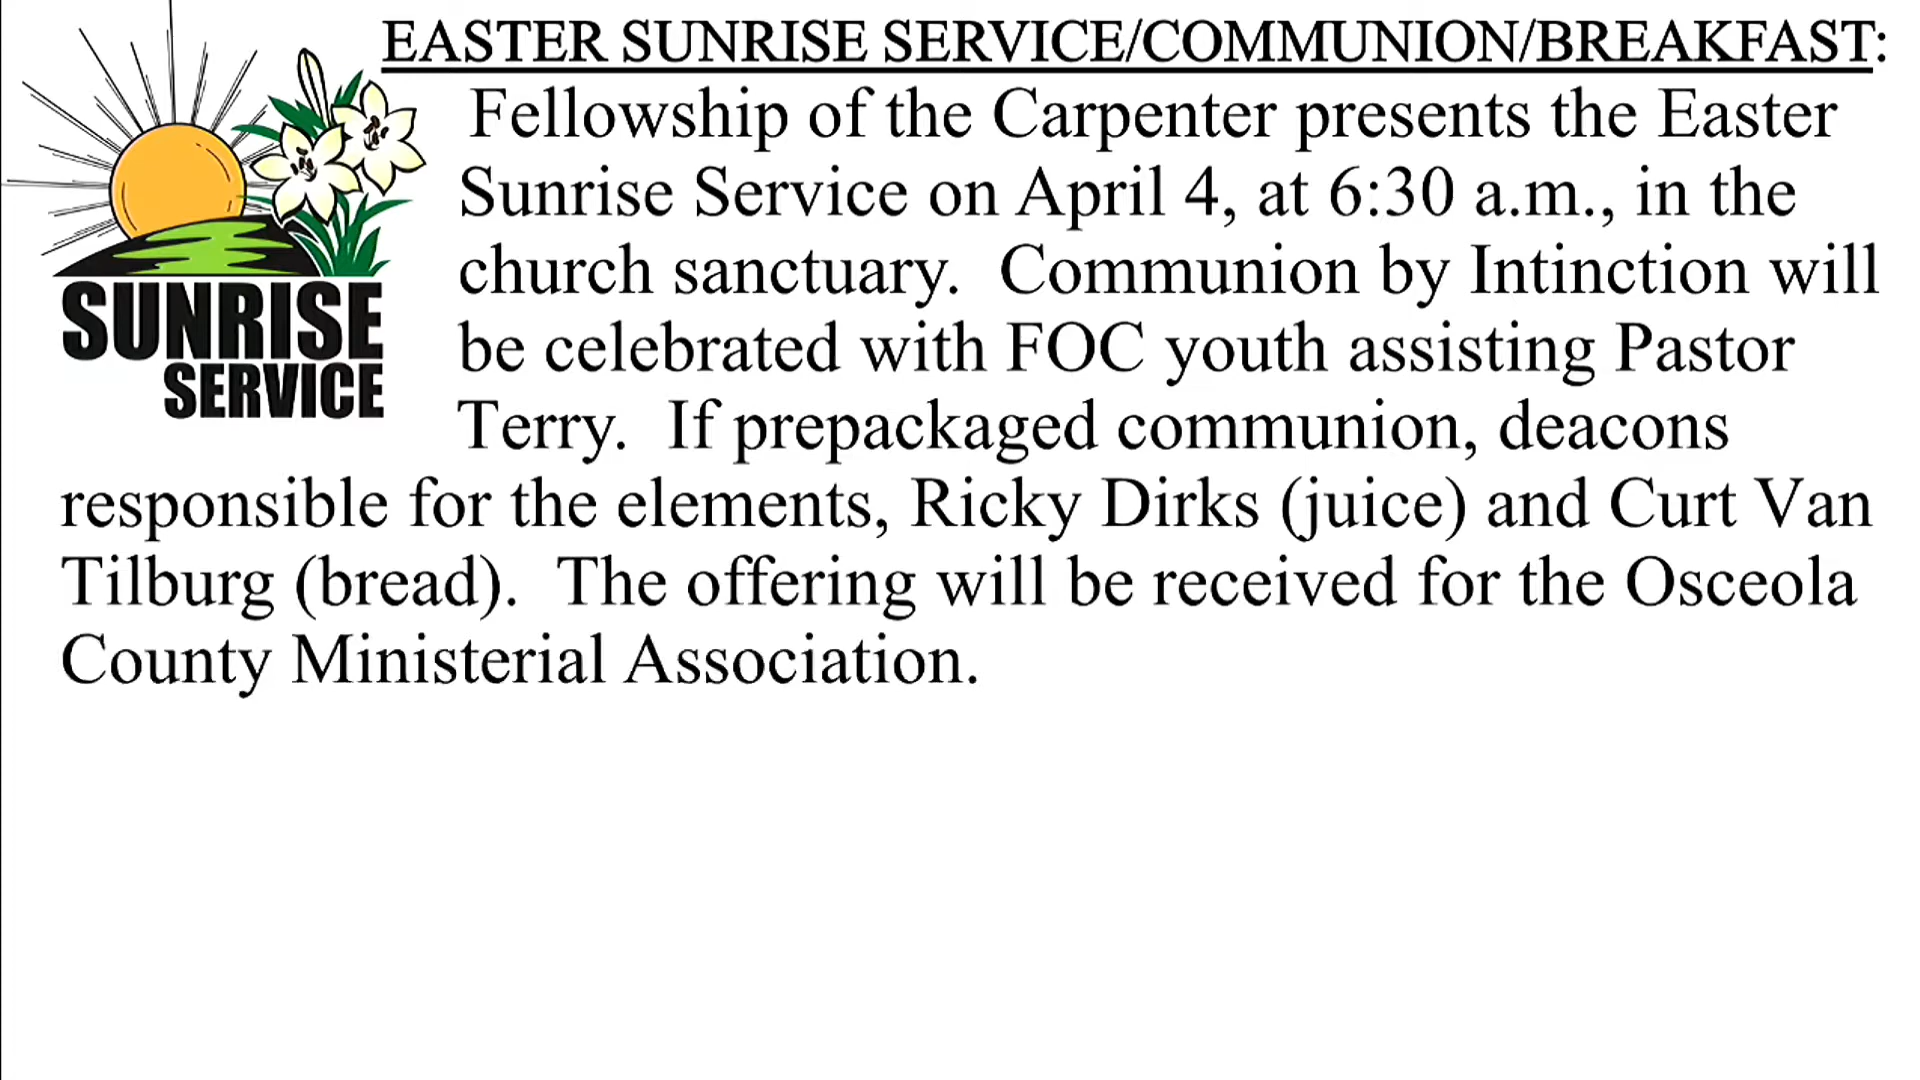 EASTER SUNRISE SERVICE/COMMUNION/BREAKFAST:
Fellowship of the Carpenter presents the Easter
Sunrise Service on April 4, at 6:30 a.m., in the
church sanctuary.  Communion by Intinction will
be celebrated with FOC youth assisting Pastor
Terry.  If prepackaged communion, deacons
responsible for the elements, Ricky Dirks (juice) and Curt Van
Tilburg (bread).  The offering will be received for the Osceola
County Ministerial Association.
SUNRISE
SERVICE